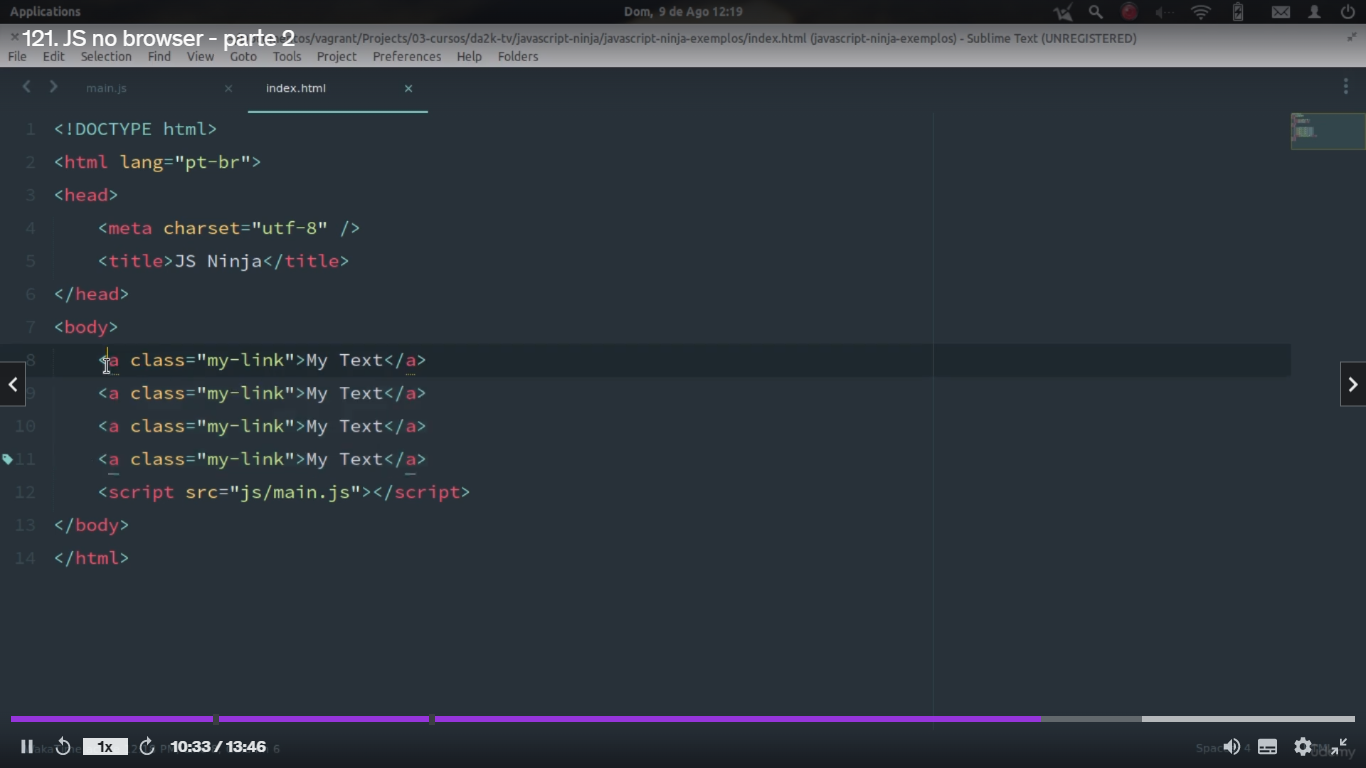 Applications
Dom, 9 de Ago 12:19
121. JS no browser - parte 2
cos/vagrant/Projects/03-cursos/da2k-tv/javascript-ninja/javascript-ninja-exemplos/index.html (javascript-ninja-exemplos) - Sublime Text (UNREGISTERED)
File Edit Selection Find View Goto Tools Project Preferences Help Folders
main.js × index.html ×
1 <!DOCTYPE html>
2 <html lang="pt-br">
3 <head>
4 <meta charset="utf-8" />
5 <title>JS Ninja</title>
6 </head>
7 <body>
8 <a class="my-link">My Text</a>
9 <a class="my-link">My Text</a>
10 <a class="my-link">My Text</a>
11 <a class="my-link">My Text</a>
12 <script src="js/main.js"></script>
13 </body>
14 </html>
1x 10:33 / 13:46
udemy